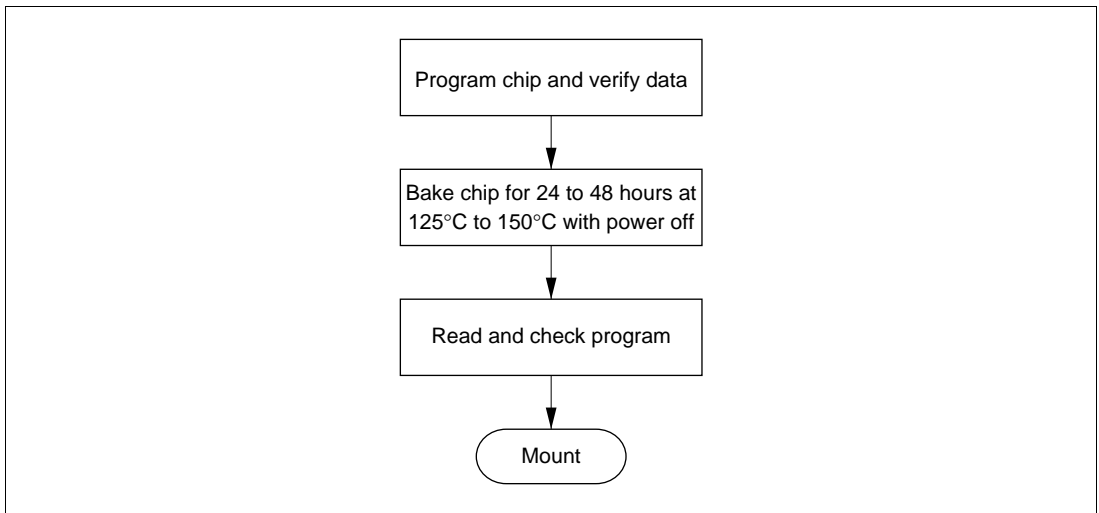 Program chip and verify data
Bake chip for 24 to 48 hours at
125°C to 150°C with power off
Read and check program
Mount